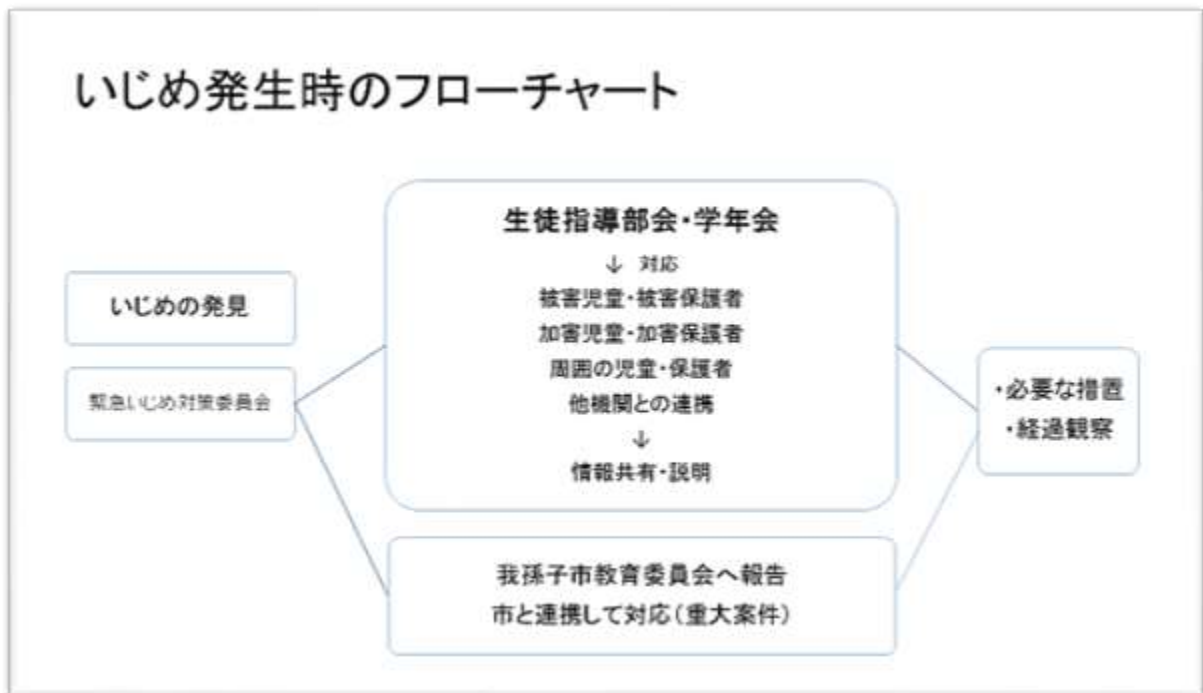 いじめ発生時のフローチャート
いじめの発見
緊急いじめ対策委員会
生徒指導部会・学年会
↓ 対応
被害児童・被害保護者
加害児童・加害保護者
周囲の児童・保護者
他機関との連携
↓
情報共有・説明
我孫子市教育委員会へ報告
市と連携して対応(重大案件)
・必要な措置
・経過観察